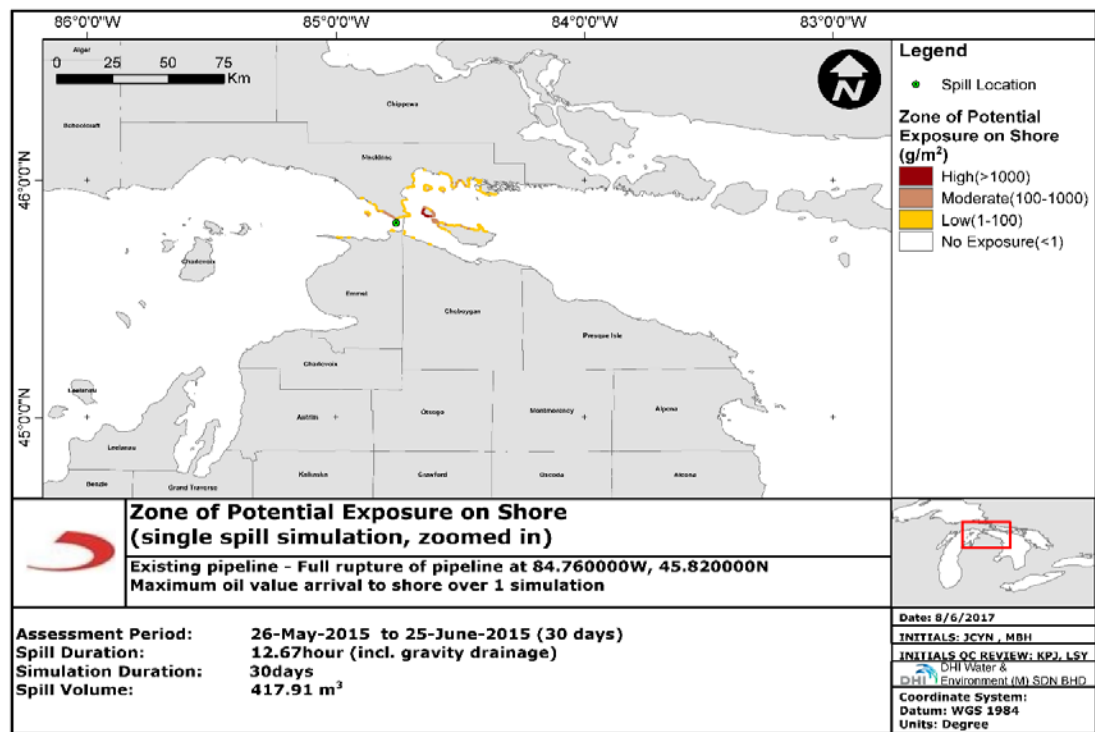 86°0'0"W
85°0'0"W
84°0'0"W
83°0'0"W
46°0'0"N
45°0'0"N
0 25 50 75
Km
N
Alger
Schoolcraft
Chippewa
Mackinac
Charlevoix
Emmet
Cheboygan
Presque Isle
Charlevoix
Leelanau
Antrim
Otsego
Montmorency
Alpena
Leelanau
Benzie
Grand Traverse
Kalkaska
Crawford
Oscoda
Alcona
Legend
Spill Location
Zone of Potential
Exposure on Shore
(g/m²)
High(>1000)
Moderate(100-1000)
Low(1-100)
No Exposure(<1)
Zone of Potential Exposure on Shore
(single spill simulation, zoomed in)
Existing pipeline - Full rupture of pipeline at 84.760000W, 45.820000N
Maximum oil value arrival to shore over 1 simulation
Assessment Period: 26-May-2015 to 25-June-2015 (30 days)
Spill Duration: 12.67hour (incl. gravity drainage)
Simulation Duration: 30days
Spill Volume: 417.91 m³
Date: 8/6/2017
INITIALS: JCYN , MBH
INITIALS QC REVIEW: KPJ, LSY
DHI
DHI Water &
Environment (M) SDN BHD
Coordinate System:
Datum: WGS 1984
Units: Degree